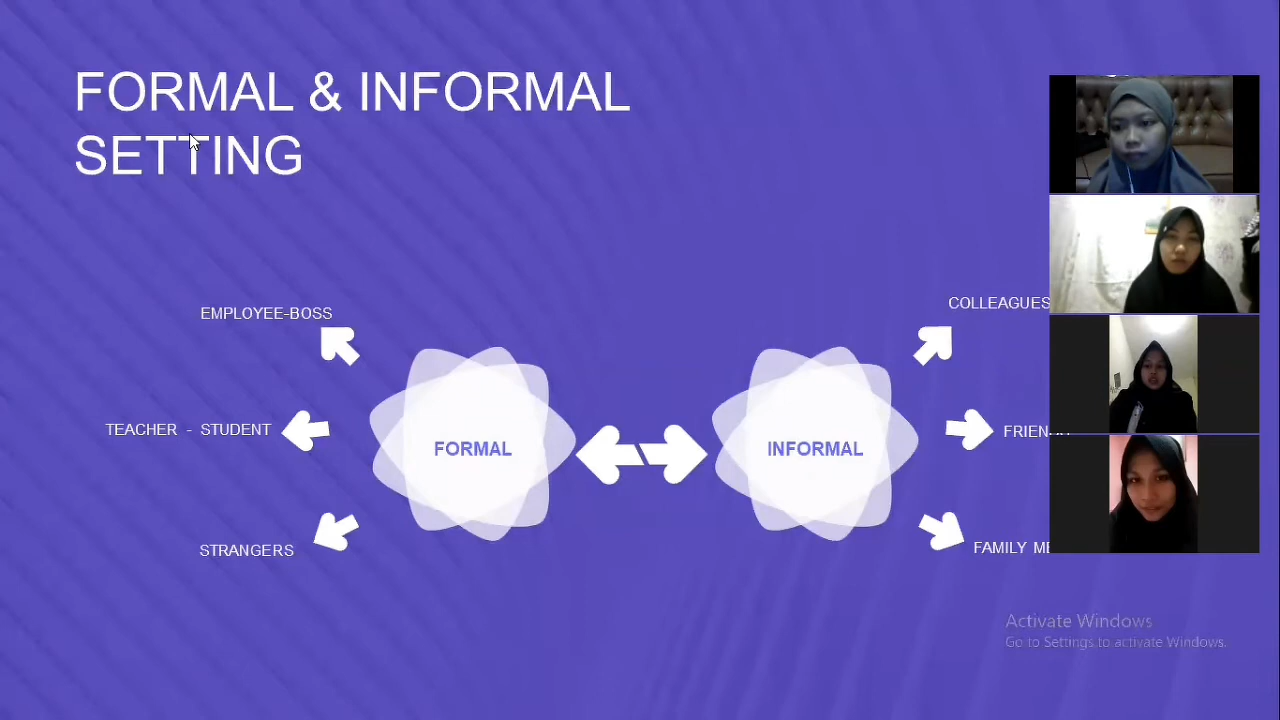 FORMAL & INFORMAL
SETTING
EMPLOYEE-BOSS
TEACHER - STUDENT
STRANGERS
FORMAL
INFORMAL
COLLEAGUES
FAMILY
Activate Windows
Go to Settings to activate Windows.